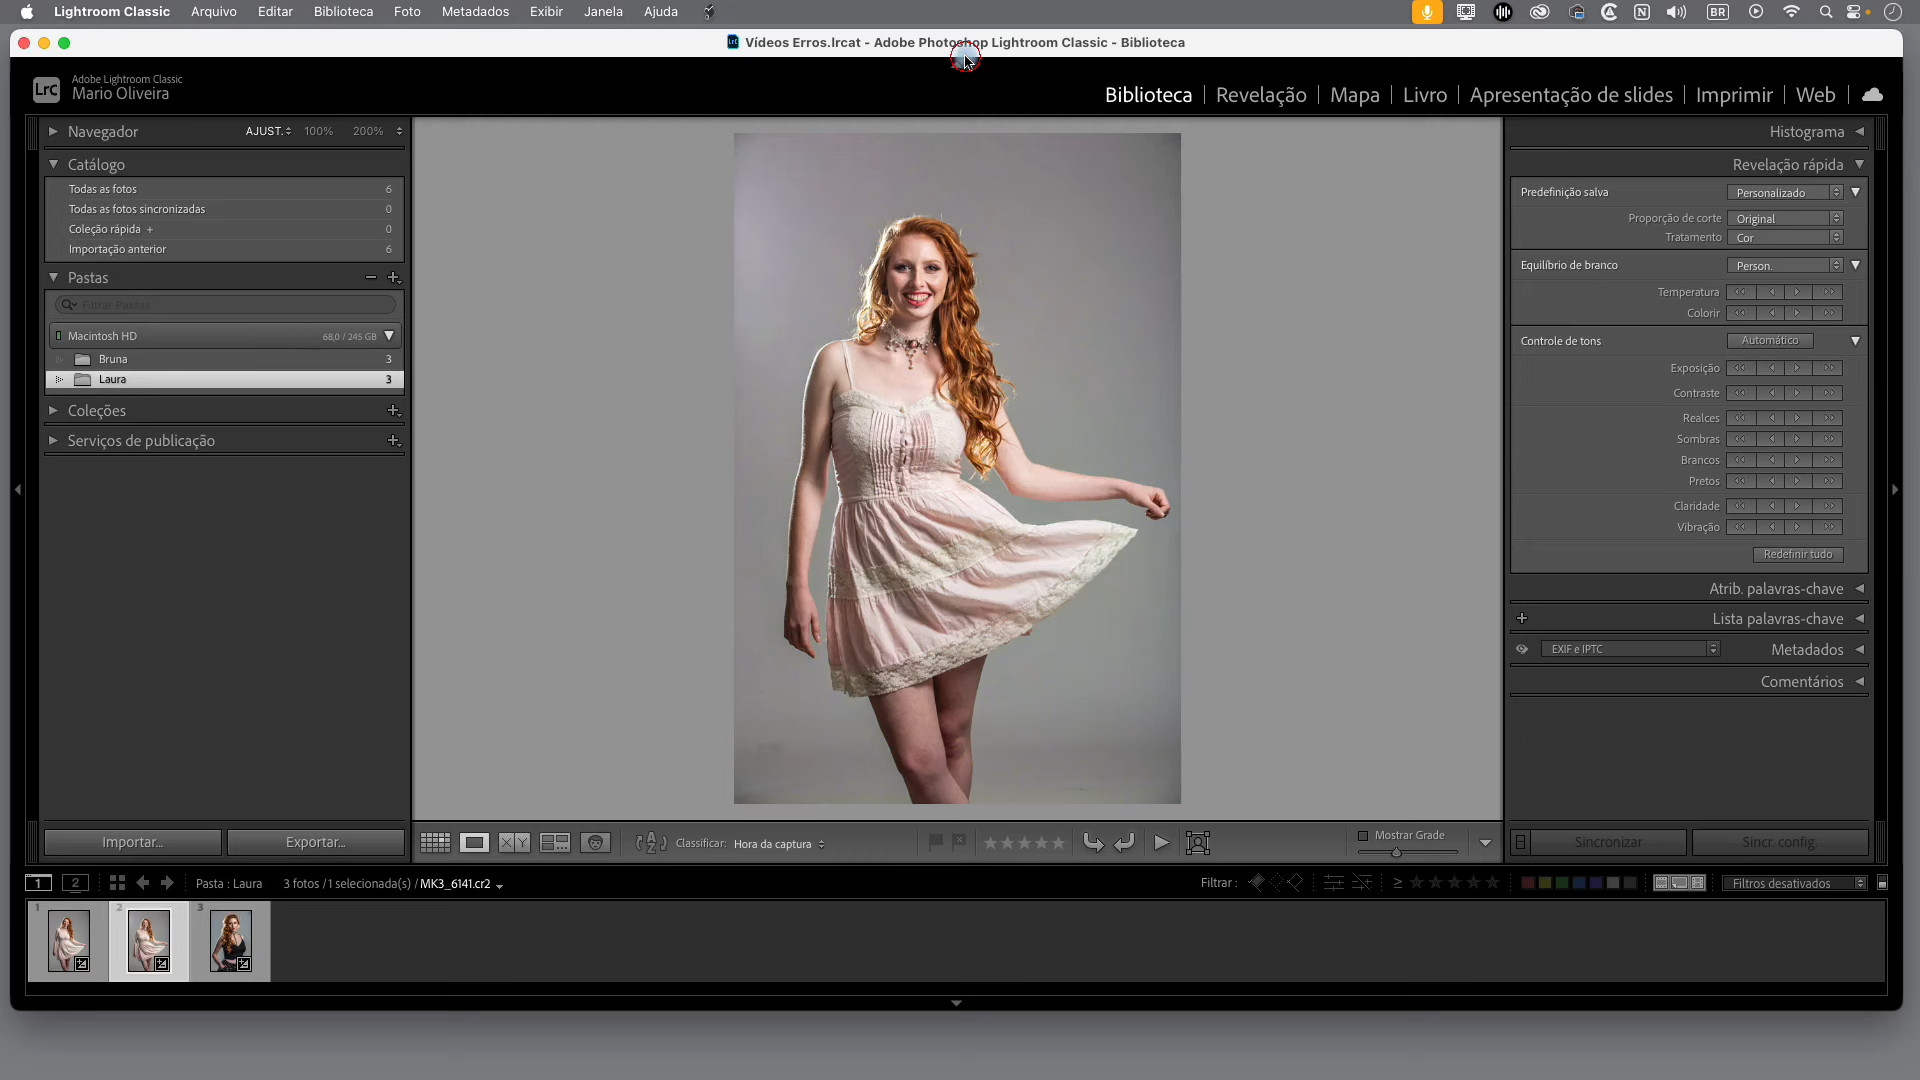 Lightroom Classic Arquivo Editar Biblioteca Foto Metadados Exibir Janela Ajuda BR
Vídeos Erros.lrcat - Adobe Photoshop Lightroom Classic - Biblioteca
LrC Adobe Lightroom Classic
Mario Oliveira
Biblioteca | Revelação | Mapa | Livro | Apresentação de slides | Imprimir | Web
Navegador AJUST. 100% 200%
Catálogo
Todas as fotos 6
Todas as fotos sincronizadas 0
Coleção rápida + 0
Importação anterior 6
Pastas
Filtrar Pastas
Macintosh HD 68,0 / 245 GB
Bruna 3
Laura 3
Coleções
Serviços de publicação
Importar... Exportar...
Histograma
Revelação rápida
Predefinição salva Personalizado
Proporção de corte Original
Tratamento Cor
Equilíbrio de branco Person.
Temperatura
Colorir
Controle de tons Automático
Exposição
Contraste
Realces
Sombras
Brancos
Pretos
Claridade
Vibração
Redefinir tudo
Atrib. palavras-chave
Lista palavras-chave
EXIF e IPTC Metadados
Comentários
Classificar: Hora da captura
Mostrar Grade
Sincronizar Sincr. config.
1 2 Pasta : Laura 3 fotos /1 selecionada(s) /MK3_6141.cr2
Filtrar : Filtros desativados
1 2 3